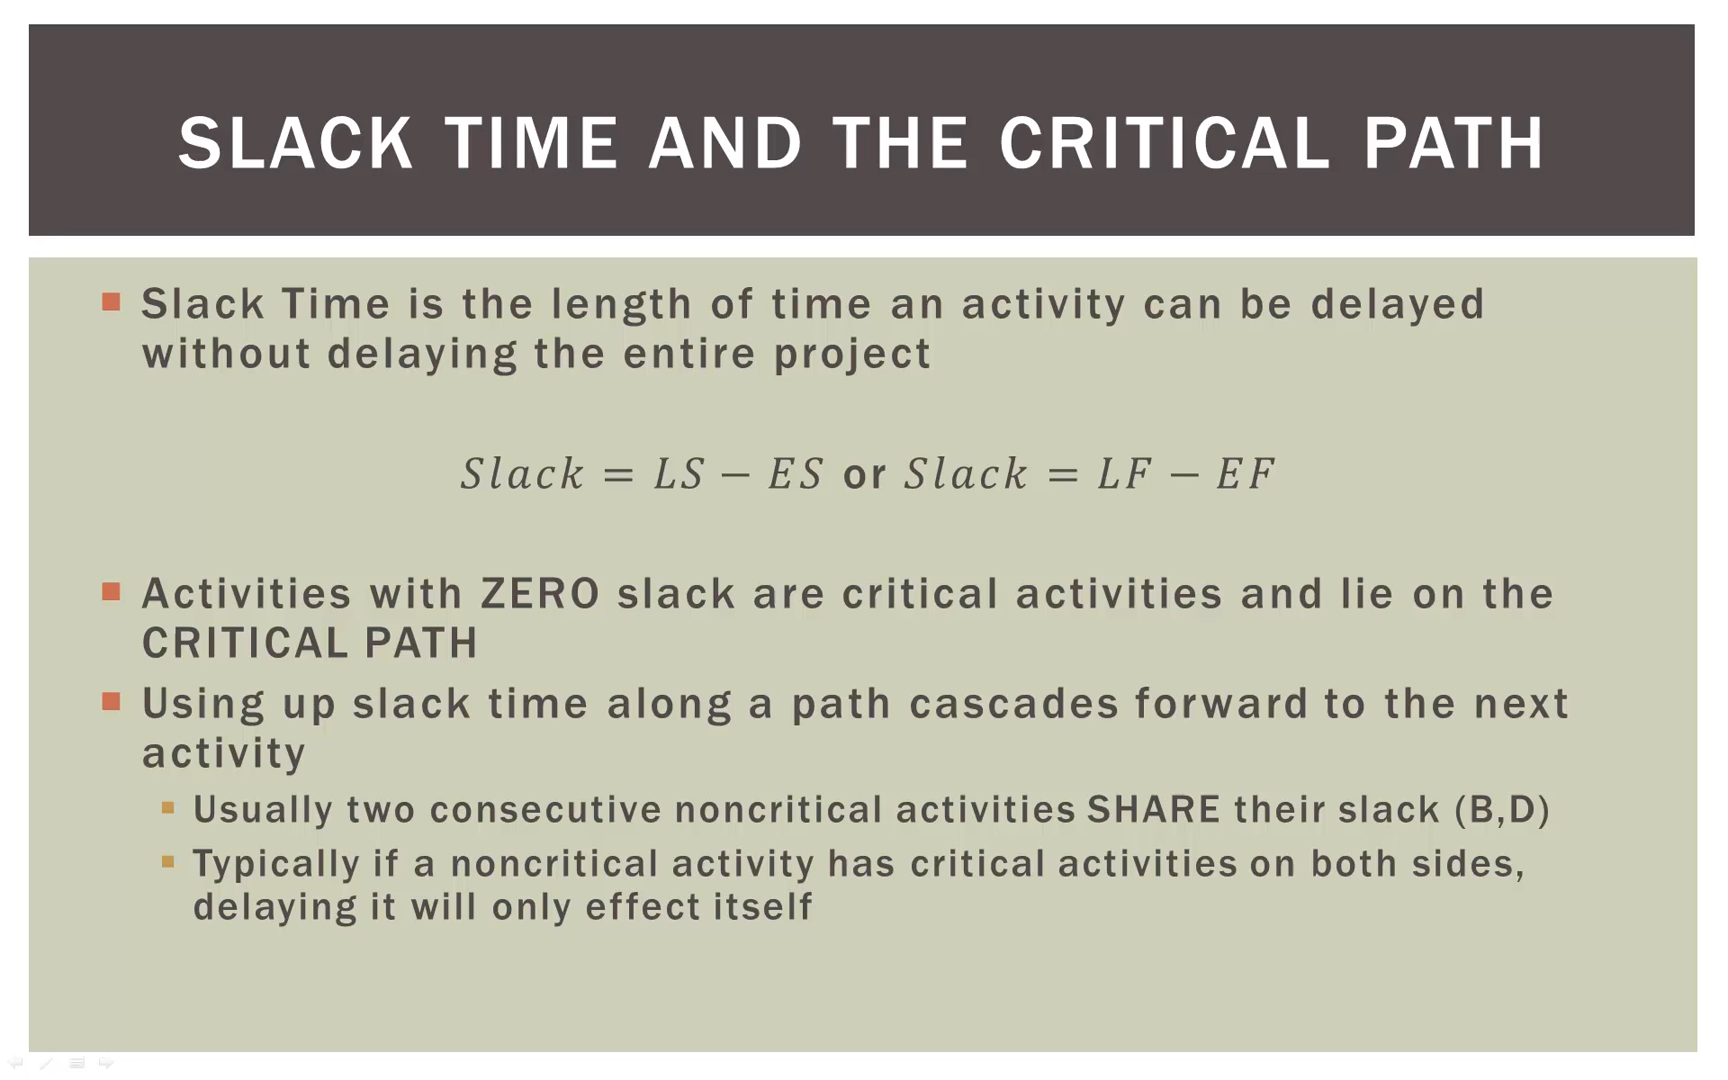 SLACK TIME AND THE CRITICAL PATH
Slack Time is the length of time an activity can be delayed
without delaying the entire project
Slack = LS − ES or Slack = LF − EF
Activities with ZERO slack are critical activities and lie on the
CRITICAL PATH
Using up slack time along a path cascades forward to the next
activity
Usually two consecutive noncritical activities SHARE their slack (B,D)
Typically if a noncritical activity has critical activities on both sides,
delaying it will only effect itself